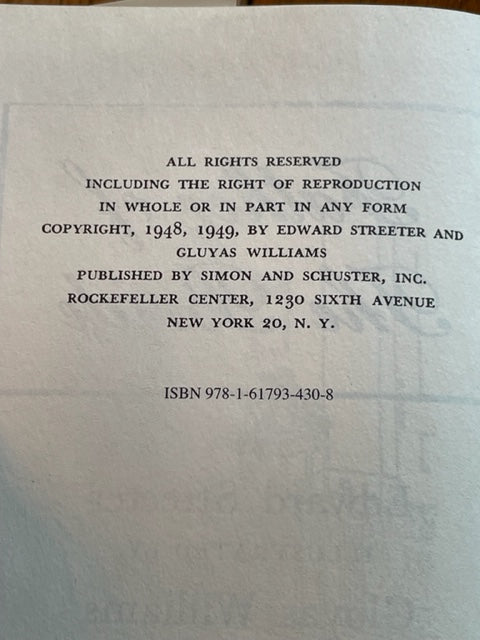 ALL RIGHTS RESERVED
INCLUDING THE RIGHT OF REPRODUCTION
IN WHOLE OR IN PART IN ANY FORM
COPYRIGHT, 1948, 1949, BY EDWARD STREETER AND
GLUYAS WILLIAMS
PUBLISHED BY SIMON AND SCHUSTER, INC.
ROCKEFELLER CENTER, 1230 SIXTH AVENUE
NEW YORK 20, N. Y.
ISBN 978-1-61793-430-8